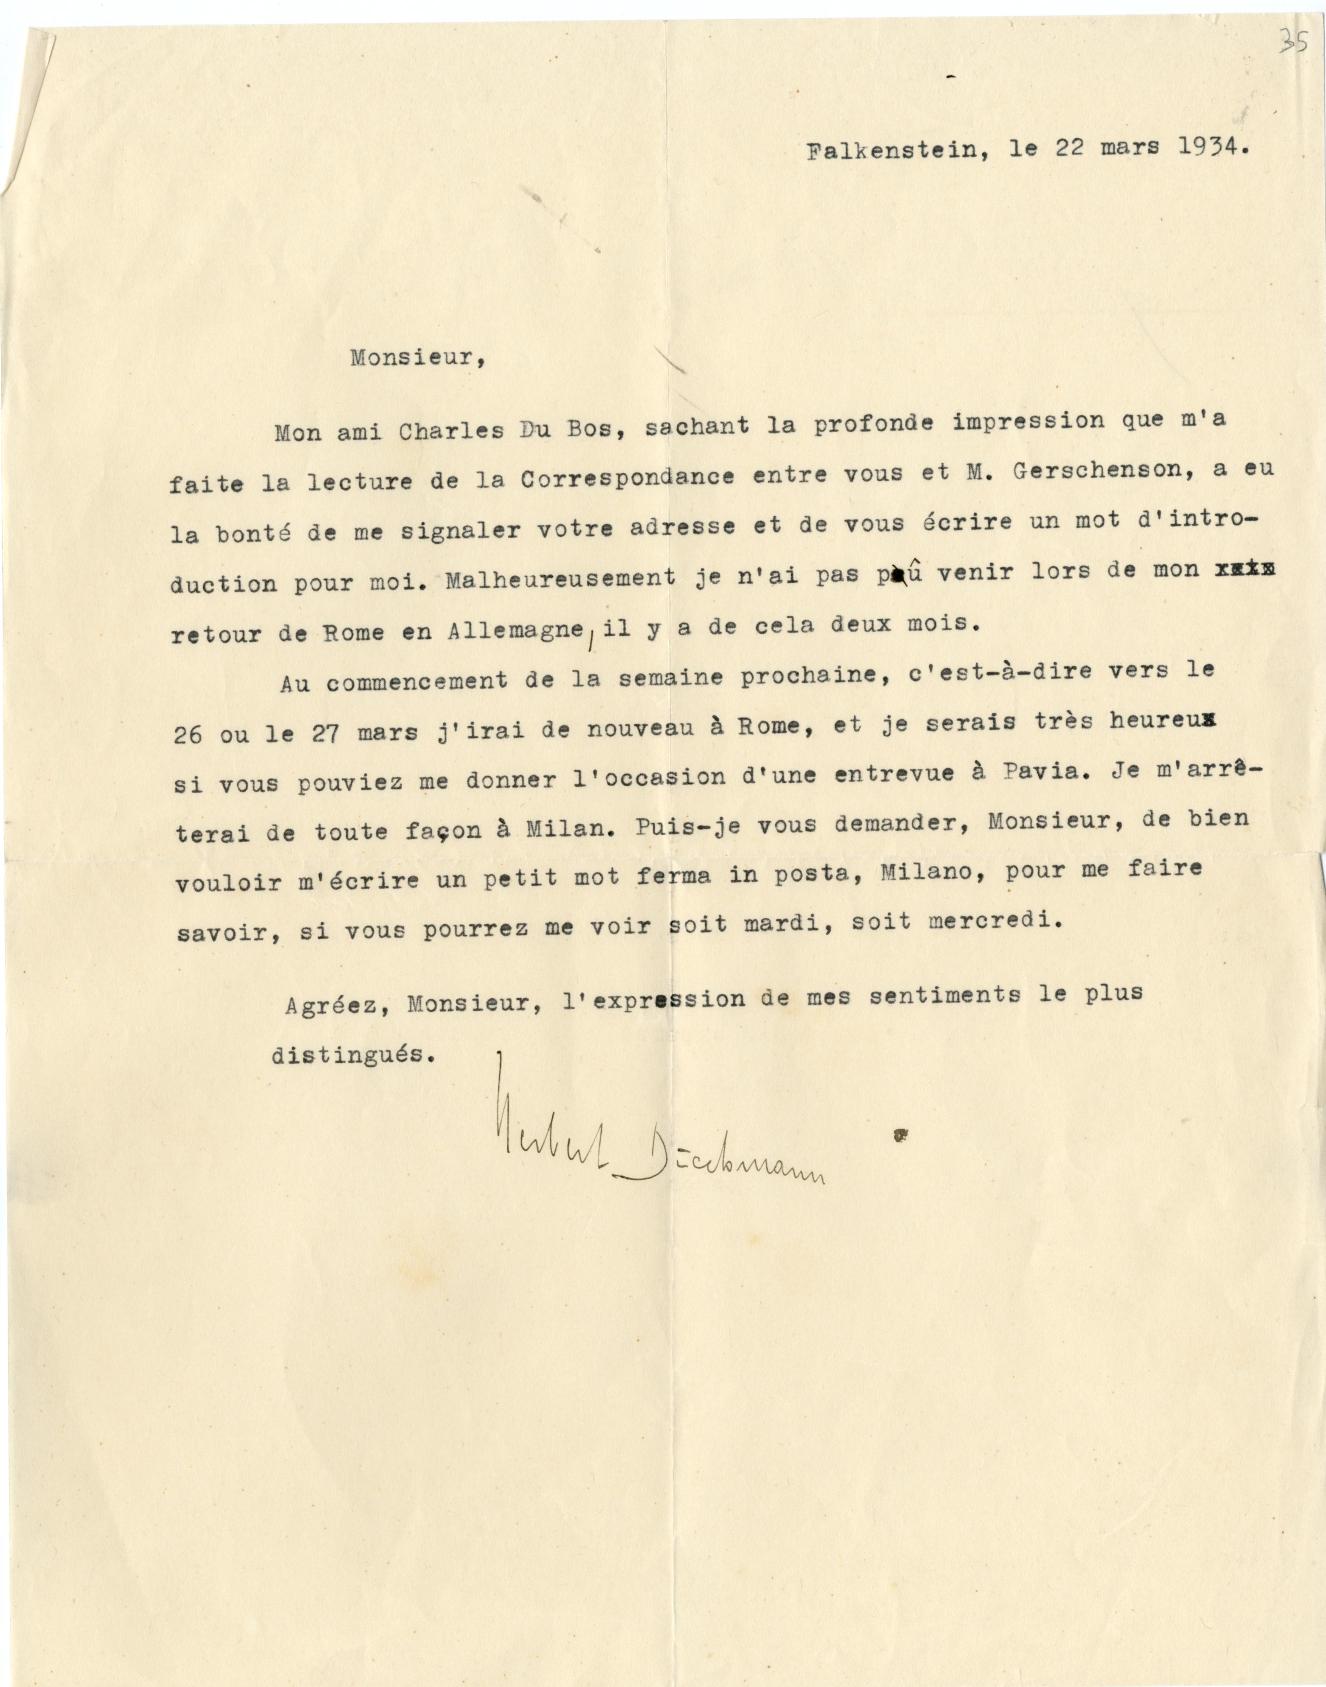 35
Falkenstein, le 22 mars 1934.
Monsieur,
Mon ami Charles Du Bos, sachant la profonde impression que m'a
faite la lecture de la Correspondance entre vous et M. Gerschenson, a eu
la bonté de me signaler votre adresse et de vous écrire un mot d'intro-
duction pour moi. Malheureusement je n'ai pas pû venir lors de mon
retour de Rome en Allemagne, il y a de cela deux mois.
Au commencement de la semaine prochaine, c'est-à-dire vers le
26 ou le 27 mars j'irai de nouveau à Rome, et je serais très heureux
si vous pouviez me donner l'occasion d'une entrevue à Pavia. Je m'arrê-
terai de toute façon à Milan. Puis-je vous demander, Monsieur, de bien
vouloir m'écrire un petit mot ferma in posta, Milano, pour me faire
savoir, si vous pourrez me voir soit mardi, soit mercredi.
Agréez, Monsieur, l'expression de mes sentiments le plus
distingués.
Herbert Dieckmann